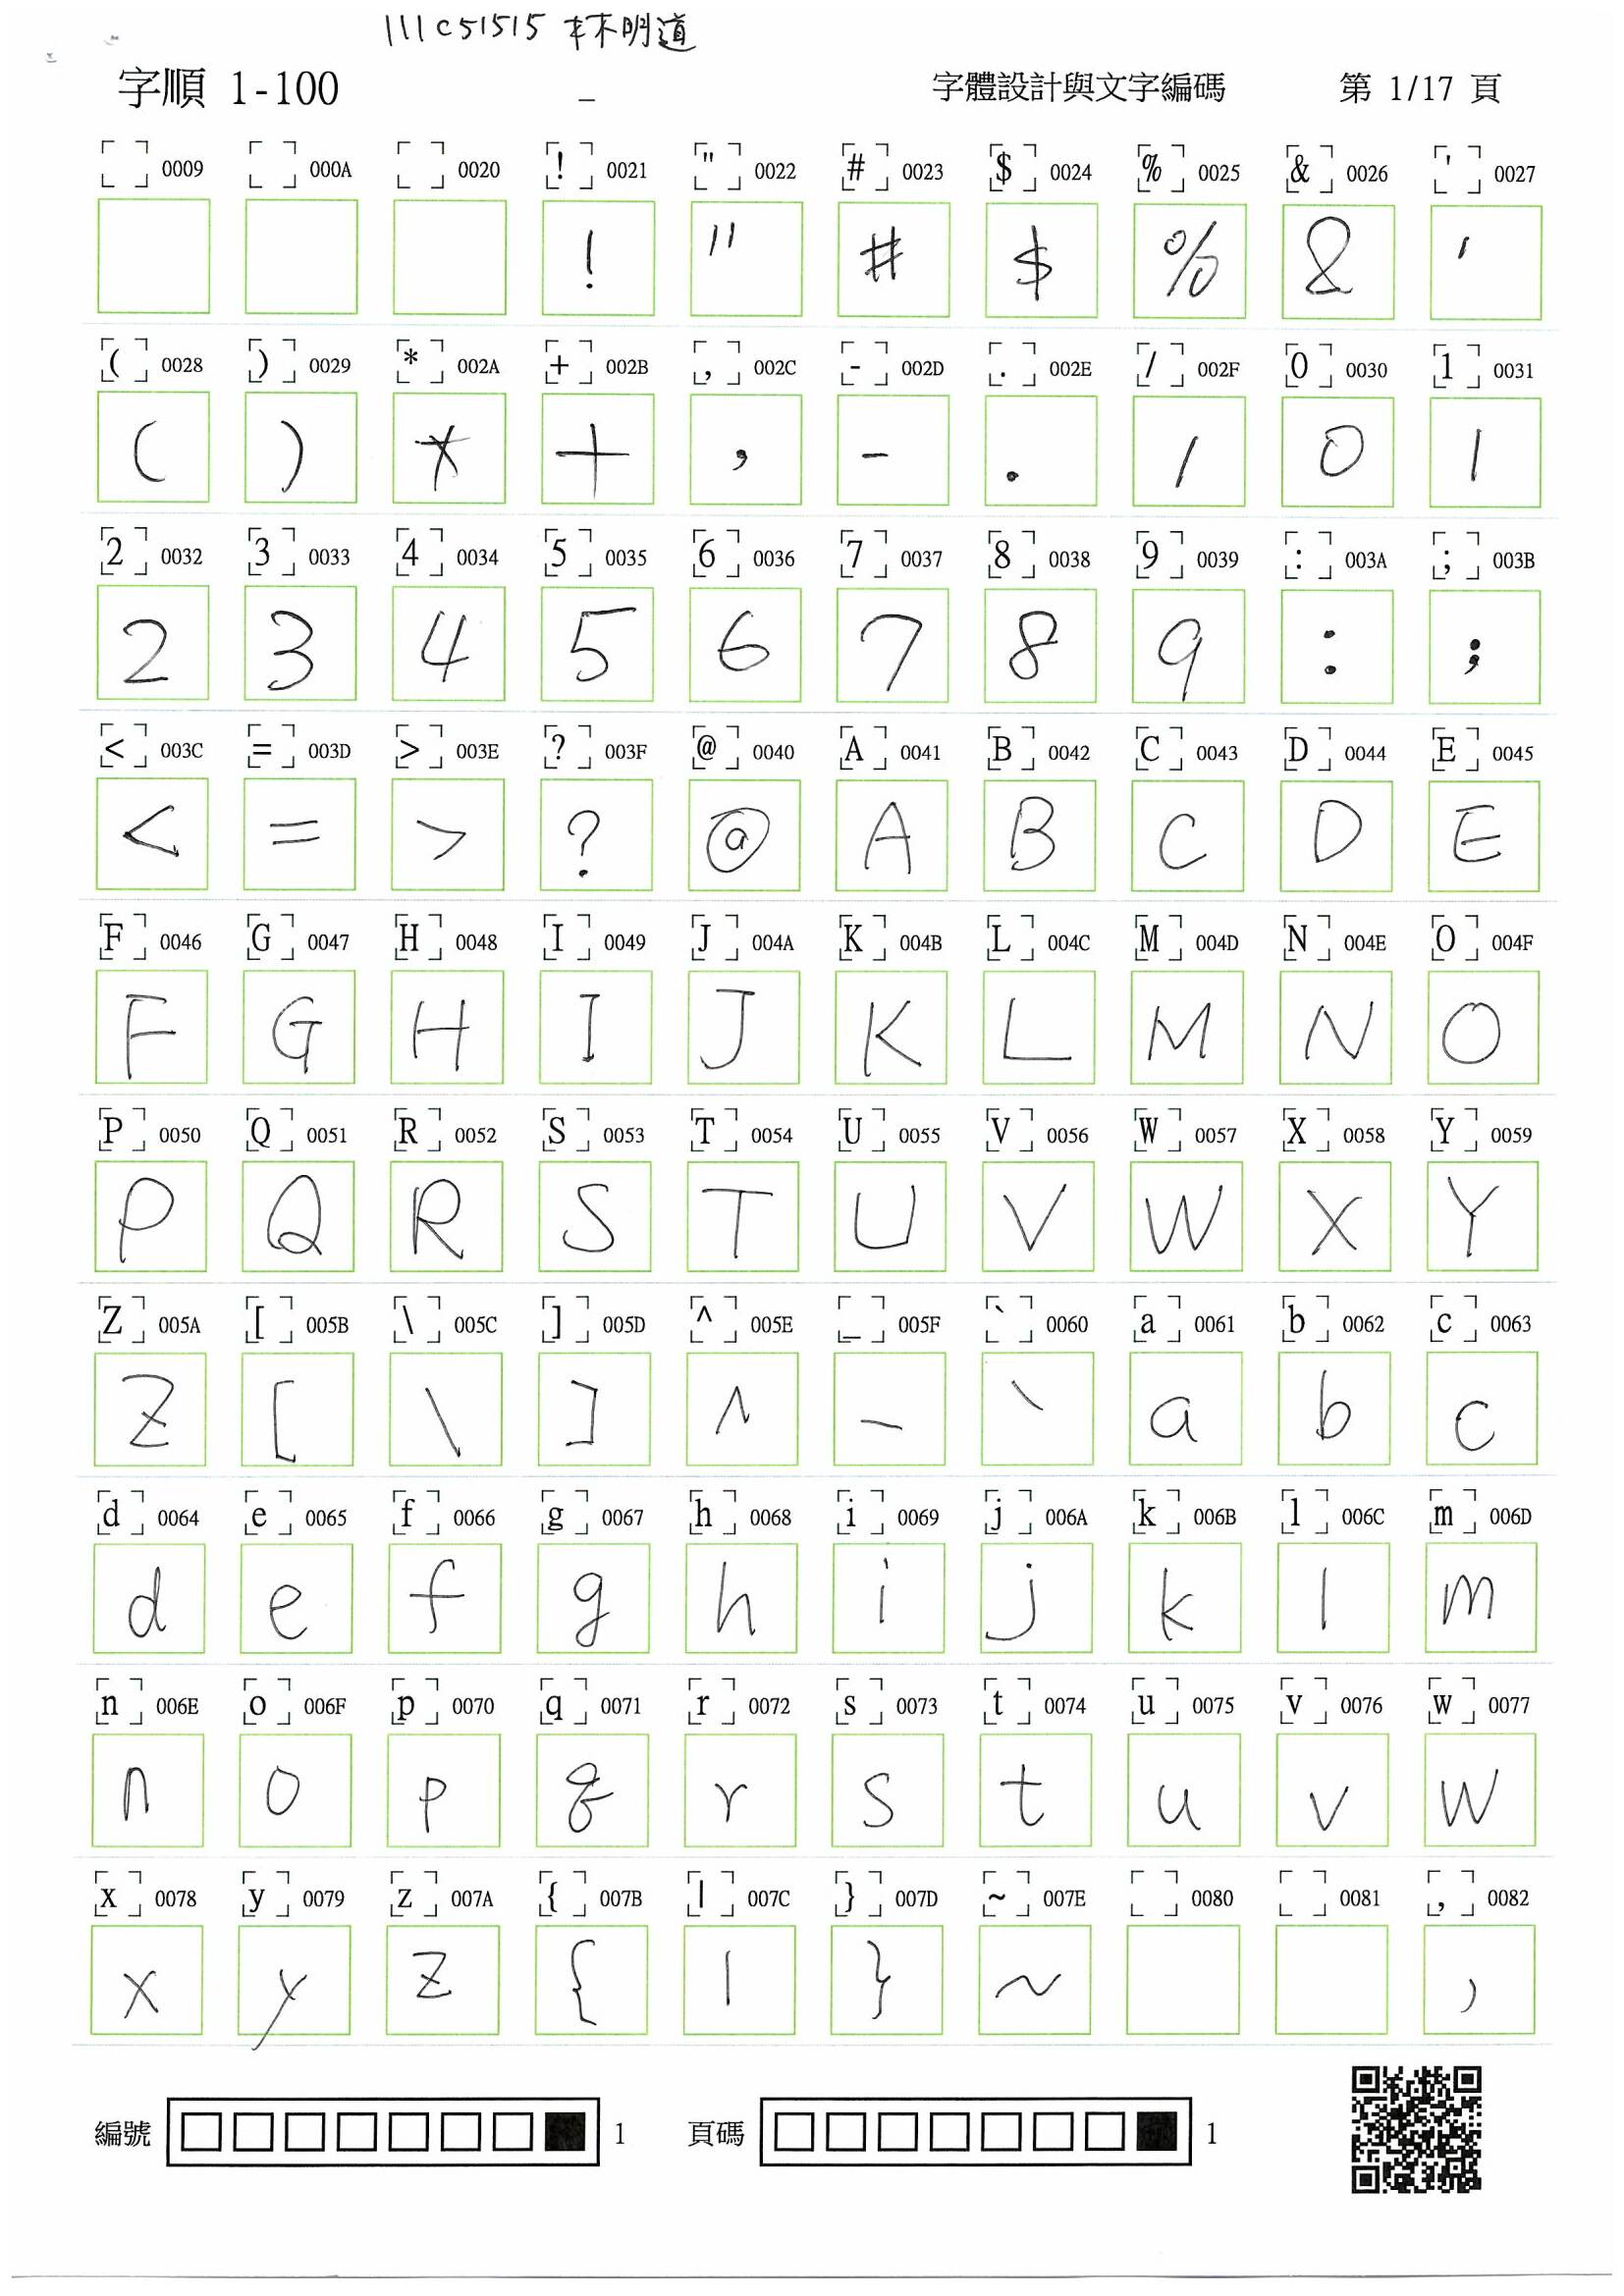 111C51515 林明道
字順 1-100 _ 字體設計與文字編碼 第 1/17 頁
0009 000A 0020 ! 0021 " 0022 # 0023 $ 0024 % 0025 & 0026 ' 0027
! " # $ % & '
( 0028 ) 0029 * 002A + 002B , 002C - 002D . 002E / 002F 0 0030 1 0031
( ) * + , - . / 0 1
2 0032 3 0033 4 0034 5 0035 6 0036 7 0037 8 0038 9 0039 : 003A ; 003B
2 3 4 5 6 7 8 9 : ;
< 003C = 003D > 003E ? 003F @ 0040 A 0041 B 0042 C 0043 D 0044 E 0045
< = > ? @ A B C D E
F 0046 G 0047 H 0048 I 0049 J 004A K 004B L 004C M 004D N 004E O 004F
F G H I J K L M N O
P 0050 Q 0051 R 0052 S 0053 T 0054 U 0055 V 0056 W 0057 X 0058 Y 0059
P Q R S T U V W X Y
Z 005A [ 005B \ 005C ] 005D ^ 005E _ 005F ` 0060 a 0061 b 0062 c 0063
Z [ \ ] ^ _ ` a b c
d 0064 e 0065 f 0066 g 0067 h 0068 i 0069 j 006A k 006B l 006C m 006D
d e f g h i j k l m
n 006E o 006F p 0070 q 0071 r 0072 s 0073 t 0074 u 0075 v 0076 w 0077
n o p q r s t u v w
x 0078 y 0079 z 007A { 007B | 007C } 007D ~ 007E 0080 0081 , 0082
x y z { | } ~ ,
編號 1 頁碼 1